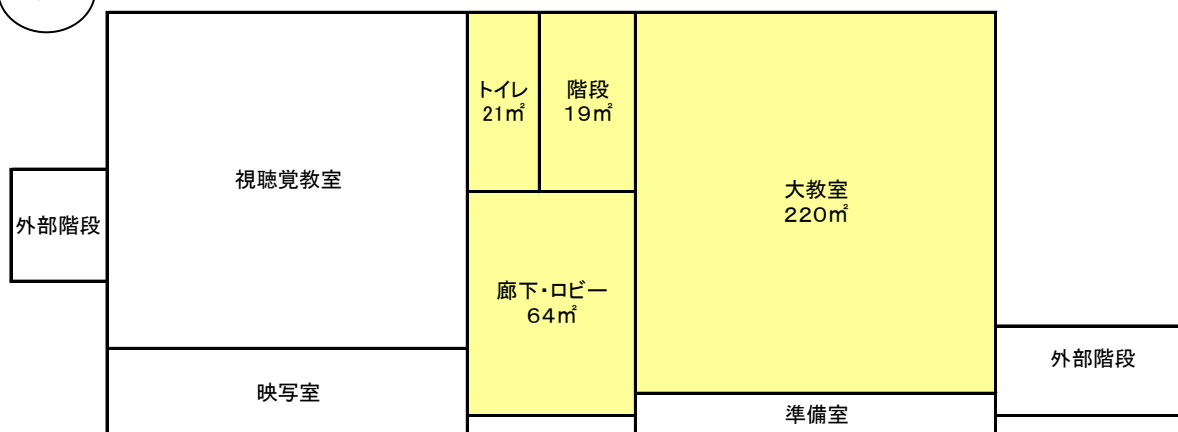 トイレ
21㎡
階段
19㎡
視聴覚教室
大教室
220㎡
外部階段
廊下・ロビー
64㎡
外部階段
映写室
準備室